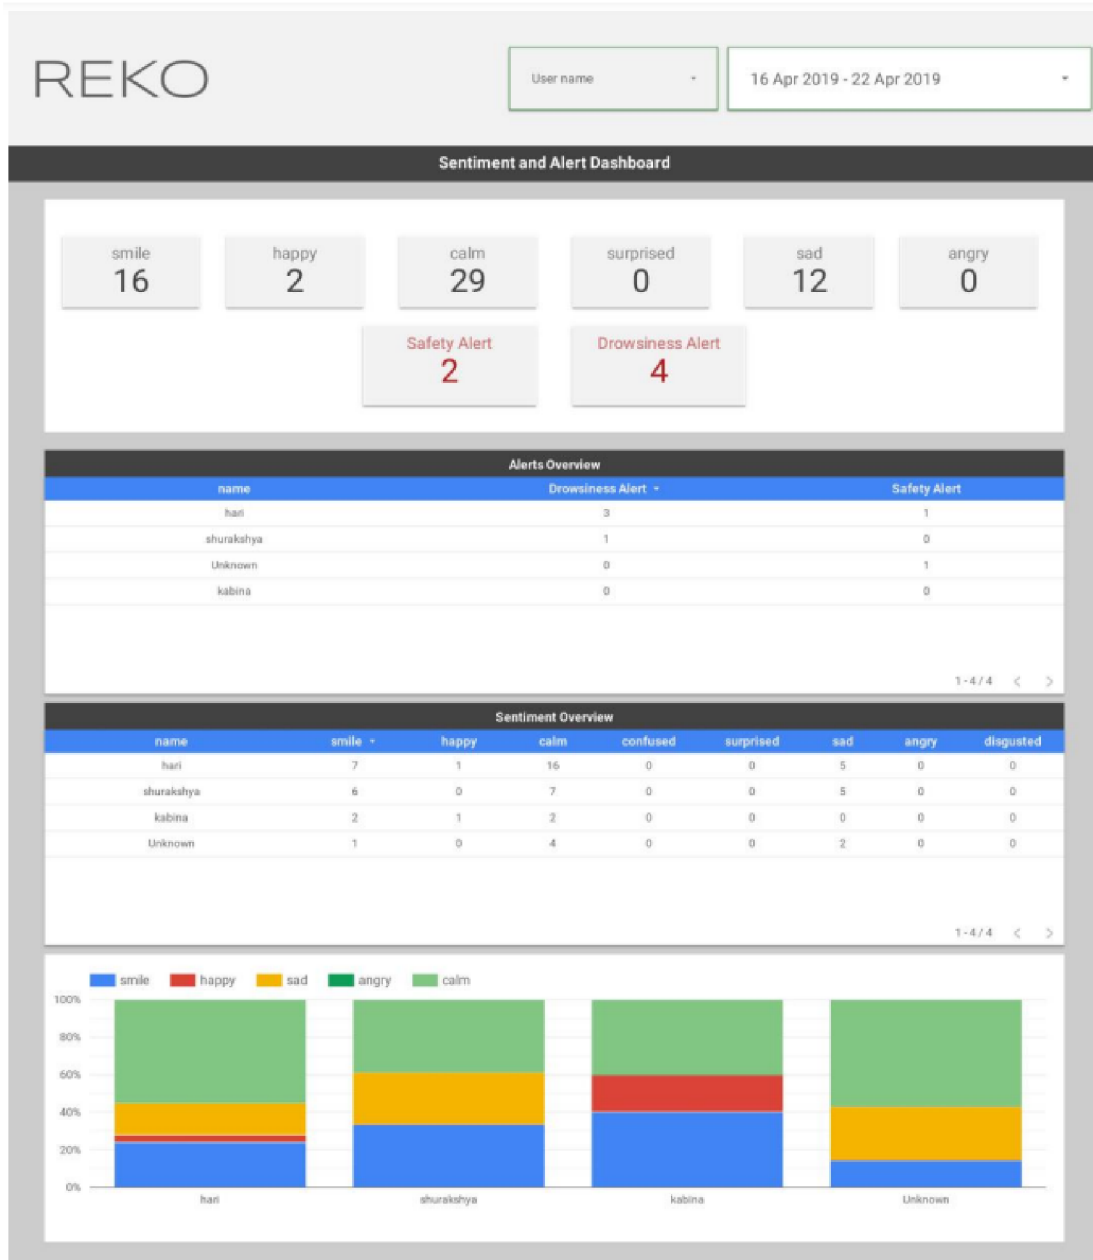 REKO
User name
16 Apr 2019 - 22 Apr 2019
Sentiment and Alert Dashboard
smile happy calm surprised sad angry
16 2 29 0 12 0
Safety Alert Drowsiness Alert
2 4
Alerts Overview
name Drowsiness Alert Safety Alert
hari 3 1
shurakshya 1 0
Unknown 0 1
kabina 0 0
1 - 4 / 4 < >
Sentiment Overview
name smile happy calm confused surprised sad angry disgusted
hari 7 1 16 0 0 5 0 0
shurakshya 6 0 7 0 0 5 0 0
kabina 2 1 2 0 0 0 0 0
Unknown 1 0 4 0 0 2 0 0
1 - 4 / 4 < >
smile happy sad angry calm
100%
80%
60%
40%
20%
0%
hari shurakshya kabina Unknown